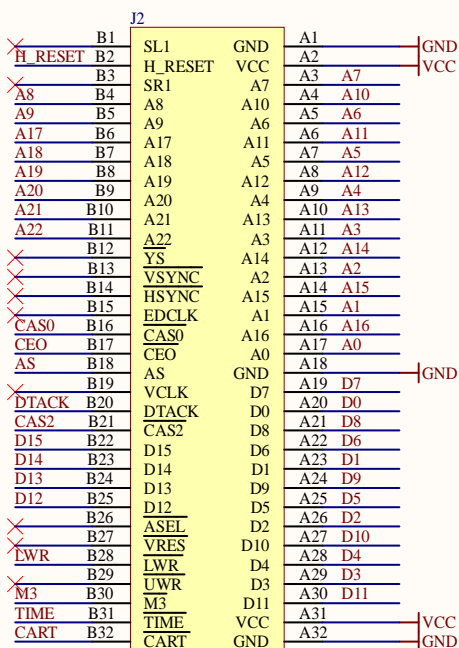 J2
B1 SL1 GND A1 GND
H_RESET B2 H_RESET VCC A2 VCC
B3 SR1 A7 A3 A7
A8 B4 A8 A10 A4 A10
A9 B5 A9 A6 A5 A6
A17 B6 A17 A11 A6 A11
A18 B7 A18 A5 A7 A5
A19 B8 A19 A12 A8 A12
A20 B9 A20 A4 A9 A4
A21 B10 A21 A13 A10 A13
A22 B11 A22 A3 A11 A3
B12 YS A14 A12 A14
B13 VSYNC A2 A13 A2
B14 HSYNC A15 A14 A15
B15 EDCLK A1 A15 A1
CAS0 B16 CAS0 A16 A16 A16
CEO B17 CEO A0 A17 A0
AS B18 AS GND A18 GND
B19 VCLK D7 A19 D7
DTACK B20 DTACK D0 A20 D0
CAS2 B21 CAS2 D8 A21 D8
D15 B22 D15 D6 A22 D6
D14 B23 D14 D1 A23 D1
D13 B24 D13 D9 A24 D9
D12 B25 D12 D5 A25 D5
B26 ASEL D2 A26 D2
B27 VRES D10 A27 D10
LWR B28 LWR D4 A28 D4
B29 UWR D3 A29 D3
M3 B30 M3 D11 A30 D11
TIME B31 TIME VCC A31 VCC
CART B32 CART GND A32 GND